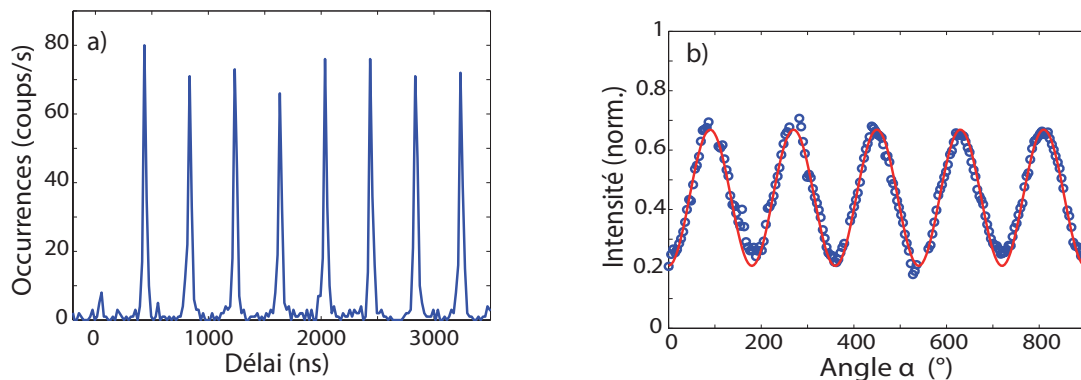 a)
80
60
40
20
0
Occurrences (coups/s)
0 1000 2000 3000
Délai (ns)
b)
1
0.8
0.6
0.4
0.2
0
Intensité (norm.)
0 200 400 600 800
Angle α (°)